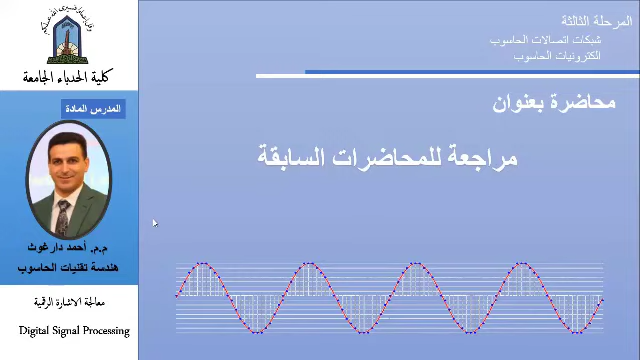 المرحلة الثالثة
شبكات اتصالات الحاسوب
الكترونيات الحاسوب
محاضرة بعنوان
مراجعة للمحاضرات السابقة
كلية الحدباء الجامعة
المدرس المادة
م.م. أحمد دارغوث
هندسة تقنيات الحاسوب
معالجة الاشارة الرقمية
Digital Signal Processing